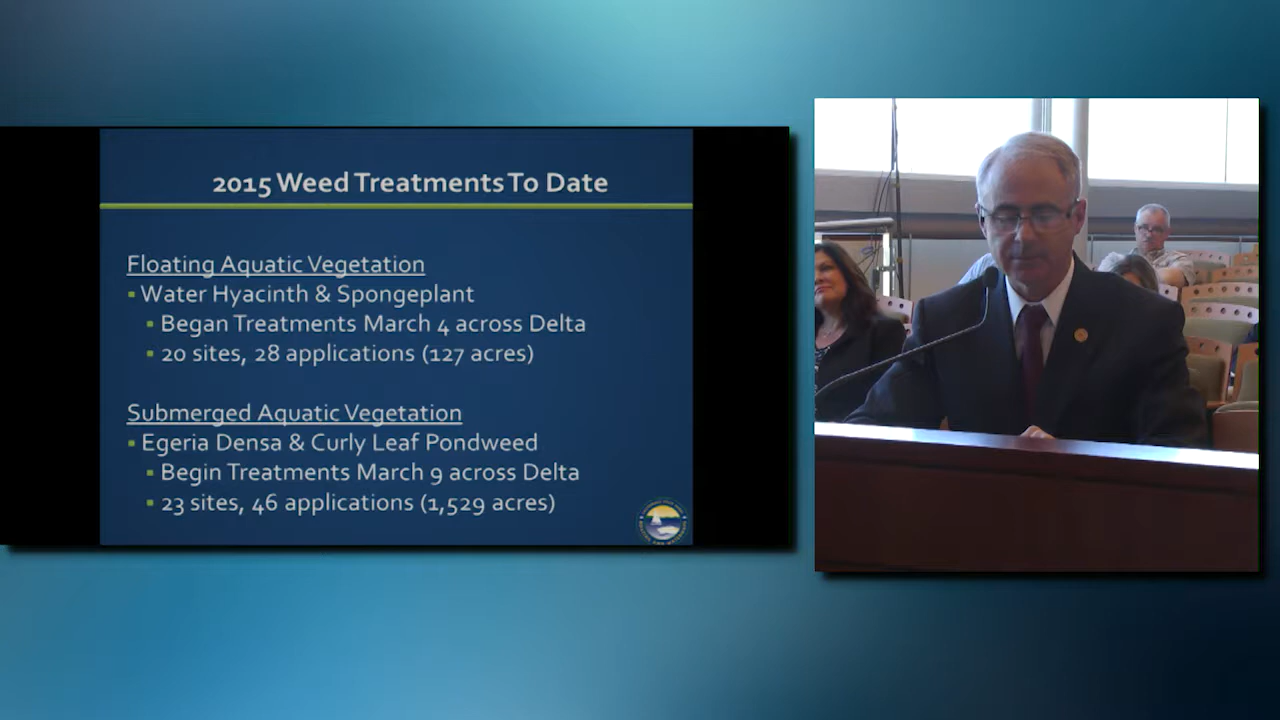 2015 Weed Treatments To Date
Floating Aquatic Vegetation
▪ Water Hyacinth & Spongeplant
▪ Began Treatments March 4 across Delta
▪ 20 sites, 28 applications (127 acres)
Submerged Aquatic Vegetation
▪ Egeria Densa & Curly Leaf Pondweed
▪ Begin Treatments March 9 across Delta
▪ 23 sites, 46 applications (1,529 acres)